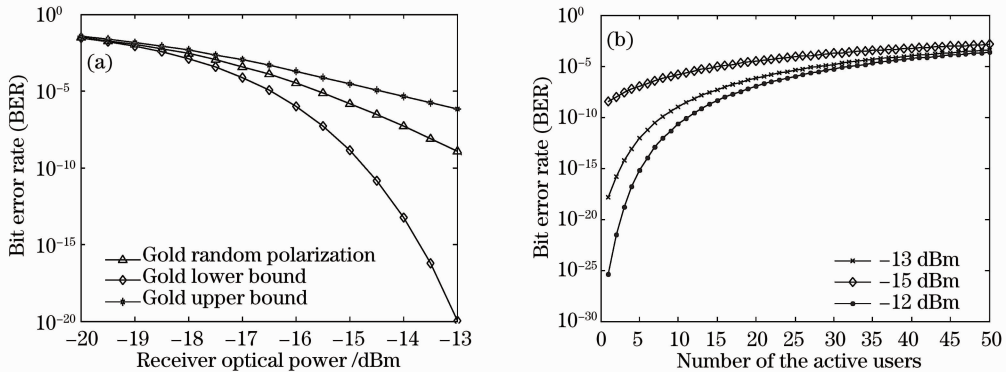 (a)
Bit error rate (BER)
10^0
10^-5
10^-10
10^-15
10^-20
Gold random polarization
Gold lower bound
Gold upper bound
−20 −19 −18 −17 −16 −15 −14 −13
Receiver optical power /dBm
(b)
Bit error rate (BER)
10^0
10^-5
10^-10
10^-15
10^-20
10^-25
10^-30
−13 dBm
−15 dBm
−12 dBm
0 5 10 15 20 25 30 35 40 45 50
Number of the active users